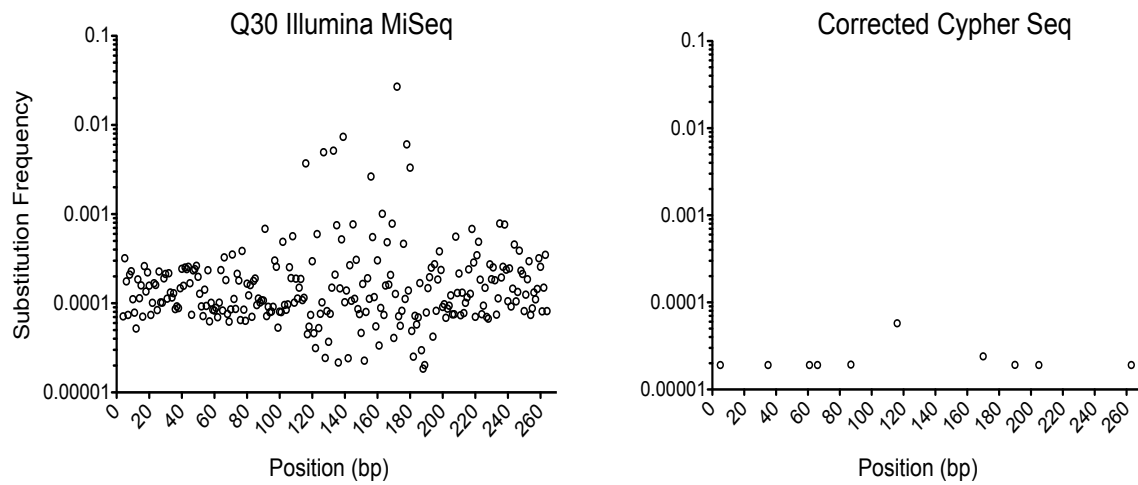 Q30 Illumina MiSeq
Substitution Frequency
0.1
0.01
0.001
0.0001
0.00001
0 20 40 60 80 100 120 140 160 180 200 220 240 260
Position (bp)
Corrected Cypher Seq
0.1
0.01
0.001
0.0001
0.00001
0 20 40 60 80 100 120 140 160 180 200 220 240 260
Position (bp)